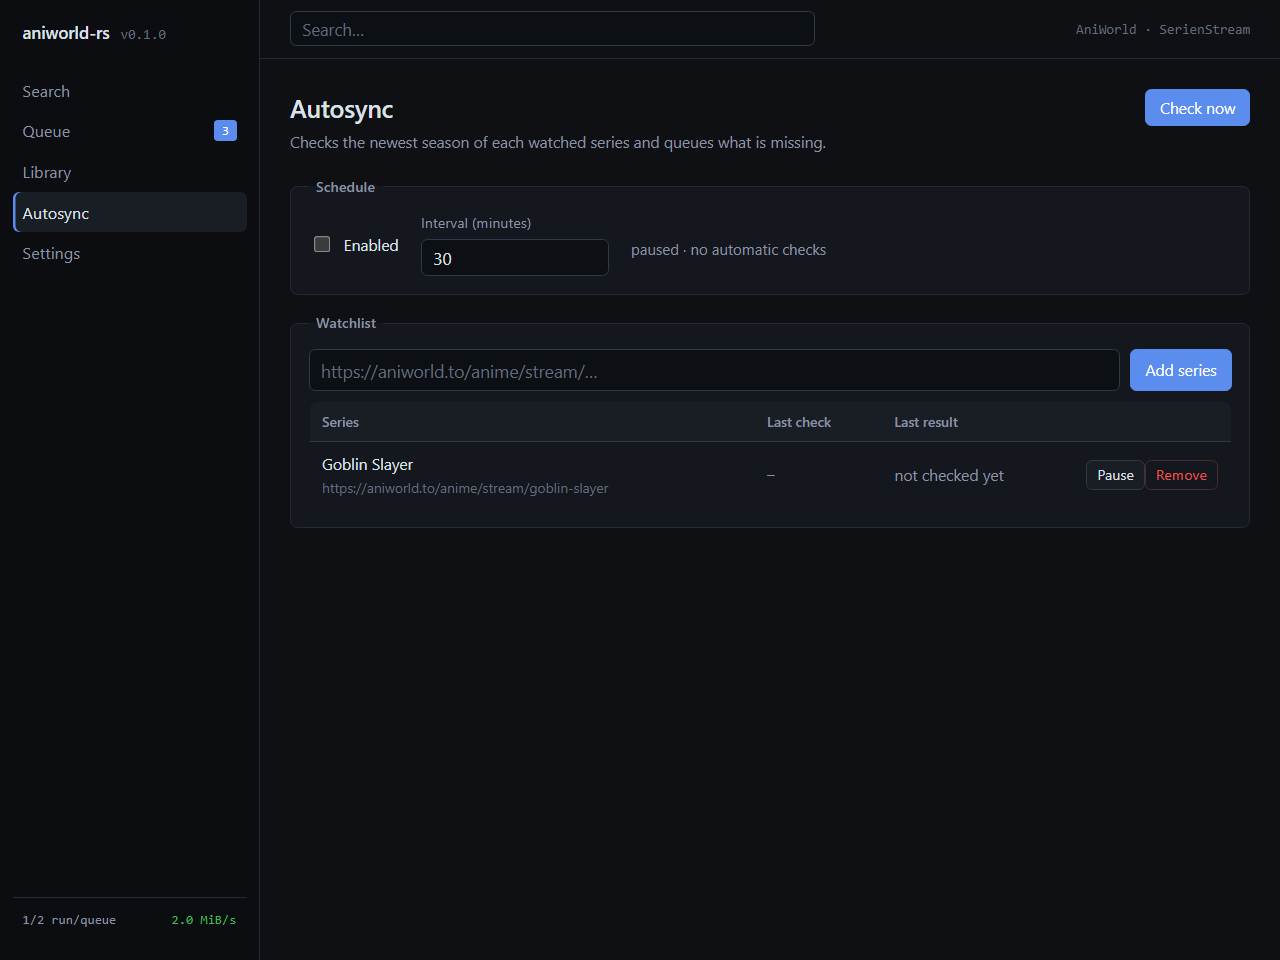 aniworld-rs v0.1.0
Search...
AniWorld · SerienStream
Search
Queue 3
Library
Autosync
Settings
Autosync
Check now
Checks the newest season of each watched series and queues what is missing.
Schedule
Enabled
Interval (minutes)
30
paused · no automatic checks
Watchlist
https://aniworld.to/anime/stream/...
Add series
Series Last check Last result
Goblin Slayer
https://aniworld.to/anime/stream/goblin-slayer
– not checked yet Pause Remove
1/2 run/queue 2.0 MiB/s